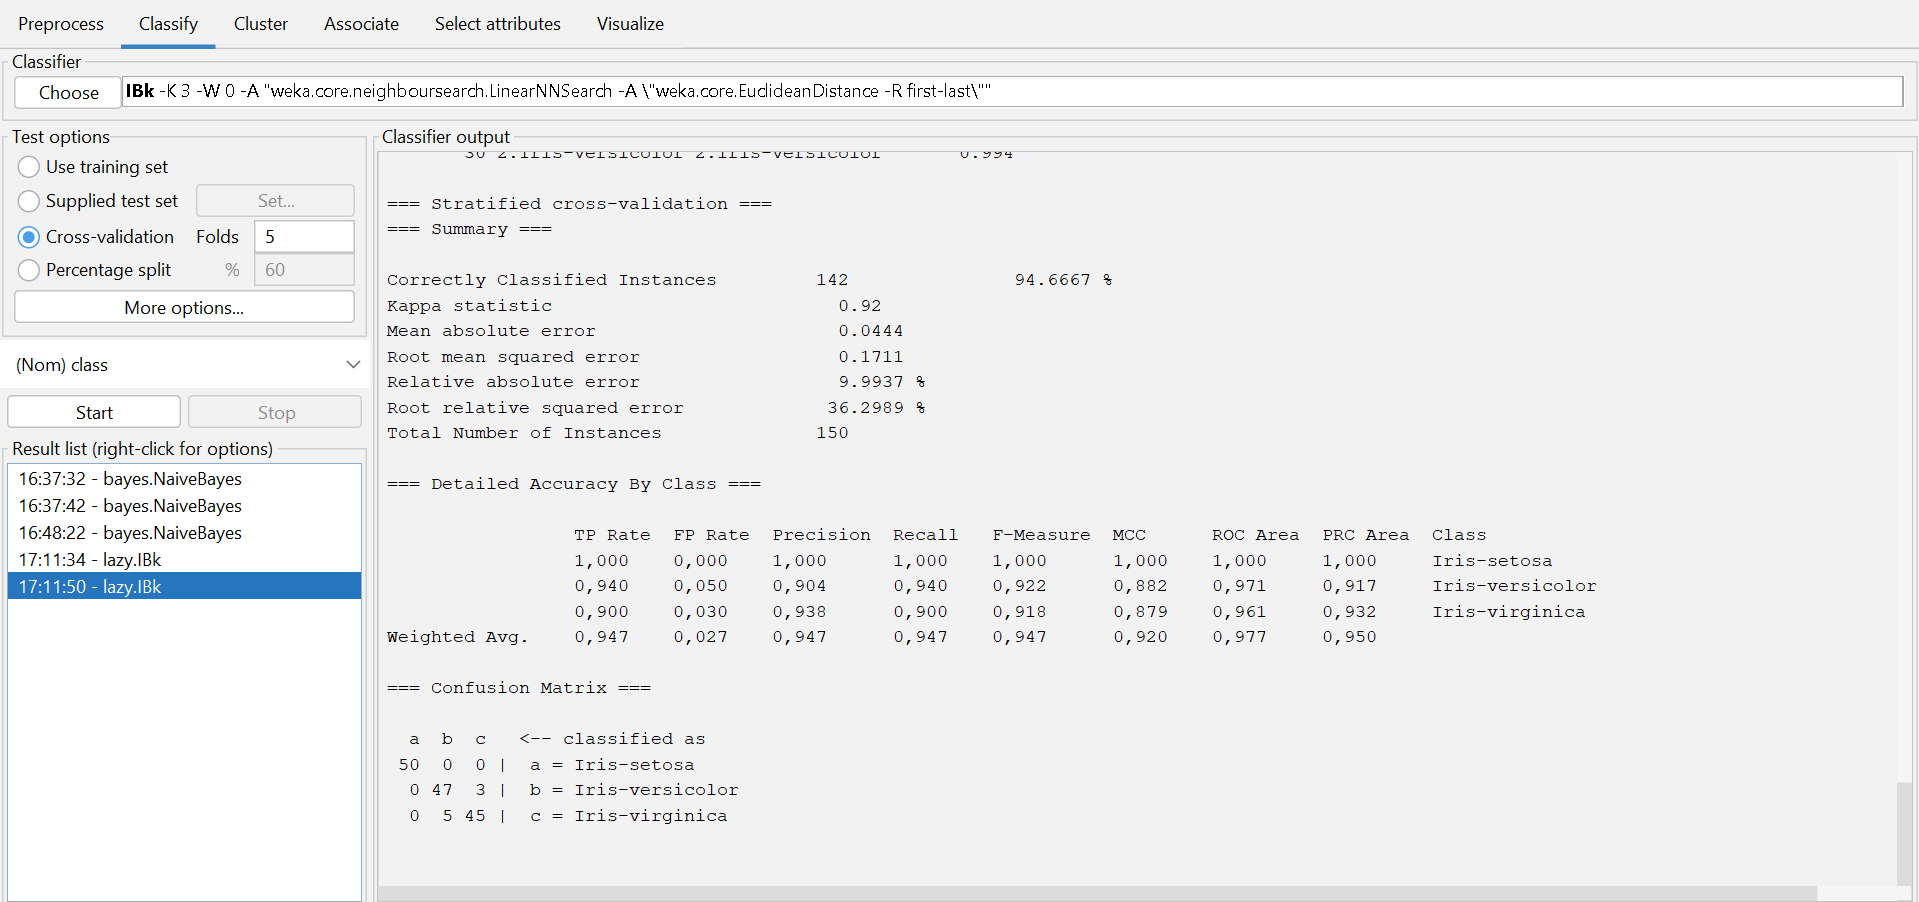 Preprocess Classify Cluster Associate Select attributes Visualize
Classifier
Choose IBk -K 3 -W 0 -A "weka.core.neighboursearch.LinearNNSearch -A \"weka.core.EuclideanDistance -R first-last\""
Test options
Use training set
Supplied test set Set...
Cross-validation Folds 5
Percentage split % 60
More options...
(Nom) class
Start Stop
Result list (right-click for options)
16:37:32 - bayes.NaiveBayes
16:37:42 - bayes.NaiveBayes
16:48:22 - bayes.NaiveBayes
17:11:34 - lazy.IBk
17:11:50 - lazy.IBk
Classifier output
30 2:Iris-versicolor 2:Iris-versicolor 0.994
=== Stratified cross-validation ===
=== Summary ===
Correctly Classified Instances 142 94.6667 %
Kappa statistic 0.92
Mean absolute error 0.0444
Root mean squared error 0.1711
Relative absolute error 9.9937 %
Root relative squared error 36.2989 %
Total Number of Instances 150
=== Detailed Accuracy By Class ===
TP Rate FP Rate Precision Recall F-Measure MCC ROC Area PRC Area Class
1,000 0,000 1,000 1,000 1,000 1,000 1,000 1,000 Iris-setosa
0,940 0,050 0,904 0,940 0,922 0,882 0,971 0,917 Iris-versicolor
0,900 0,030 0,938 0,900 0,918 0,879 0,961 0,932 Iris-virginica
Weighted Avg. 0,947 0,027 0,947 0,947 0,947 0,920 0,977 0,950
=== Confusion Matrix ===
a b c <-- classified as
50 0 0 | a = Iris-setosa
0 47 3 | b = Iris-versicolor
0 5 45 | c = Iris-virginica